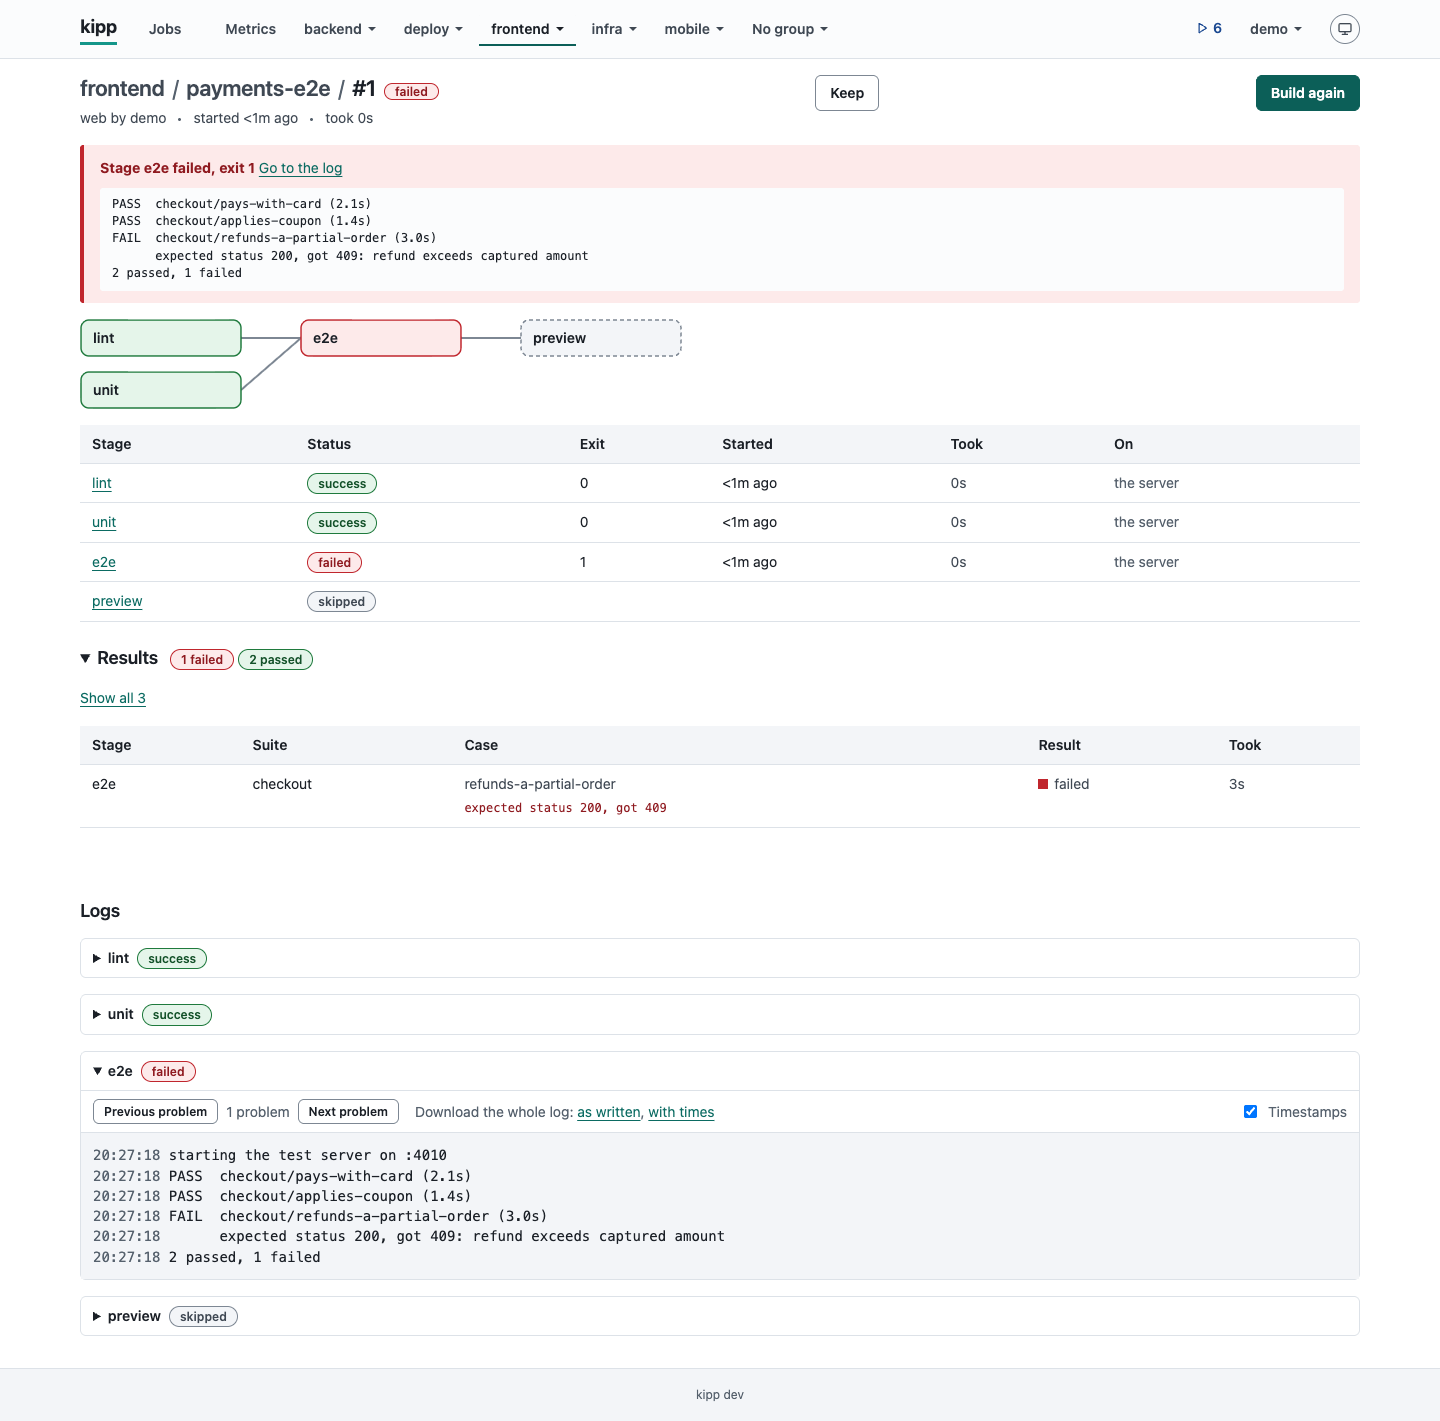 kipp Jobs Metrics backend deploy frontend infra mobile No group 6 demo
frontend / payments-e2e / #1 failed Keep Build again
web by demo • started <1m ago • took 0s
Stage e2e failed, exit 1 Go to the log
PASS  checkout/pays-with-card (2.1s)
PASS  checkout/applies-coupon (1.4s)
FAIL  checkout/refunds-a-partial-order (3.0s)
expected status 200, got 409: refund exceeds captured amount
2 passed, 1 failed
lint e2e preview
unit
Stage Status Exit Started Took On
lint success 0 <1m ago 0s the server
unit success 0 <1m ago 0s the server
e2e failed 1 <1m ago 0s the server
preview skipped
Results 1 failed 2 passed
Show all 3
Stage Suite Case Result Took
e2e checkout refunds-a-partial-order failed 3s
expected status 200, got 409
Logs
lint success
unit success
e2e failed
Previous problem 1 problem Next problem Download the whole log: as written, with times Timestamps
20:27:18 starting the test server on :4010
20:27:18 PASS  checkout/pays-with-card (2.1s)
20:27:18 PASS  checkout/applies-coupon (1.4s)
20:27:18 FAIL  checkout/refunds-a-partial-order (3.0s)
20:27:18       expected status 200, got 409: refund exceeds captured amount
20:27:18 2 passed, 1 failed
preview skipped
kipp dev